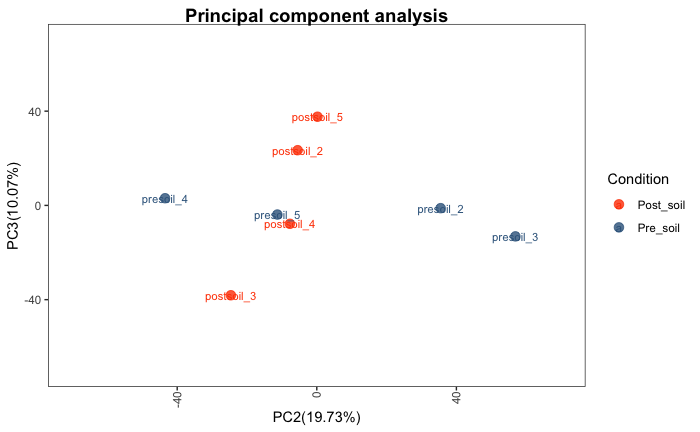 Principal component analysis
PC3(10.07%)
40
0
-40
postsoil_5
postsoil_2
presoil_4
presoil_5
presoil_2
postsoil_4
presoil_3
postsoil_3
-40
0
40
PC2(19.73%)
Condition
a Post_soil
a Pre_soil